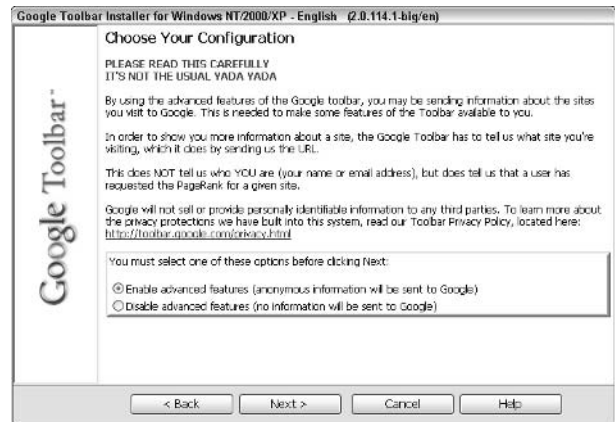 Google Toolbar Installer for Windows NT/2000/XP - English (2.0.114.1-big/en)
Google Toolbar™
Choose Your Configuration
PLEASE READ THIS CAREFULLY
IT'S NOT THE USUAL YADA YADA
By using the advanced features of the Google toolbar, you may be sending information about the sites
you visit to Google. This is needed to make some features of the Toolbar available to you.
In order to show you more information about a site, the Google Toolbar has to tell us what site you're
visiting, which it does by sending us the URL.
This does NOT tell us who YOU are (your name or email address), but does tell us that a user has
requested the PageRank for a given site.
Google will not sell or provide personally identifiable information to any third parties. To learn more about
the privacy protections we have built into this system, read our Toolbar Privacy Policy, located here:
http://toolbar.google.com/privacy.html
You must select one of these options before clicking Next:
Enable advanced features (anonymous information will be sent to Google)
Disable advanced features (no information will be sent to Google)
< Back
Next >
Cancel
Help